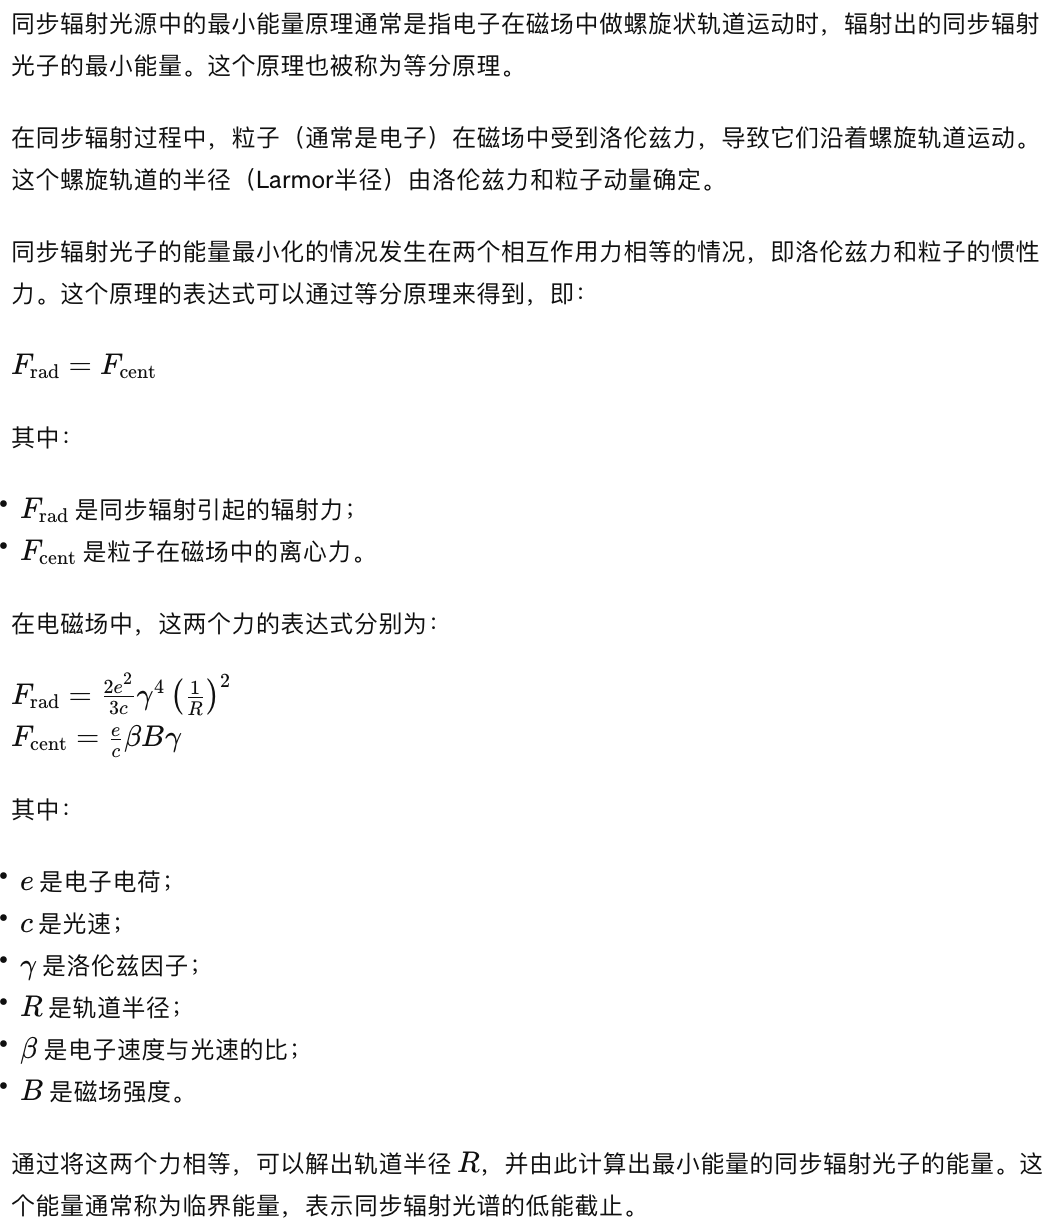 同步辐射光源中的最小能量原理通常是指电子在磁场中做螺旋状轨道运动时，辐射出的同步辐射
光子的最小能量。这个原理也被称为等分原理。
在同步辐射过程中，粒子（通常是电子）在磁场中受到洛伦兹力，导致它们沿着螺旋轨道运动。
这个螺旋轨道的半径（Larmor半径）由洛伦兹力和粒子动量确定。
同步辐射光子的能量最小化的情况发生在两个相互作用力相等的情况，即洛伦兹力和粒子的惯性
力。这个原理的表达式可以通过等分原理来得到，即：
$F_{\text{rad}} = F_{\text{cent}}$
其中：
• $F_{\text{rad}}$ 是同步辐射引起的辐射力；
• $F_{\text{cent}}$ 是粒子在磁场中的离心力。
在电磁场中，这两个力的表达式分别为：
$F_{\text{rad}} = \frac{2e^2}{3c} \gamma^4 \left( \frac{1}{R} \right)^2$
$F_{\text{cent}} = \frac{e}{c} \beta B \gamma$
其中：
• $e$ 是电子电荷；
• $c$ 是光速；
• $\gamma$ 是洛伦兹因子；
• $R$ 是轨道半径；
• $\beta$ 是电子速度与光速的比；
• $B$ 是磁场强度。
通过将这两个力相等，可以解出轨道半径 $R$，并由此计算出最小能量的同步辐射光子的能量。这
个能量通常称为临界能量，表示同步辐射光谱的低能截止。